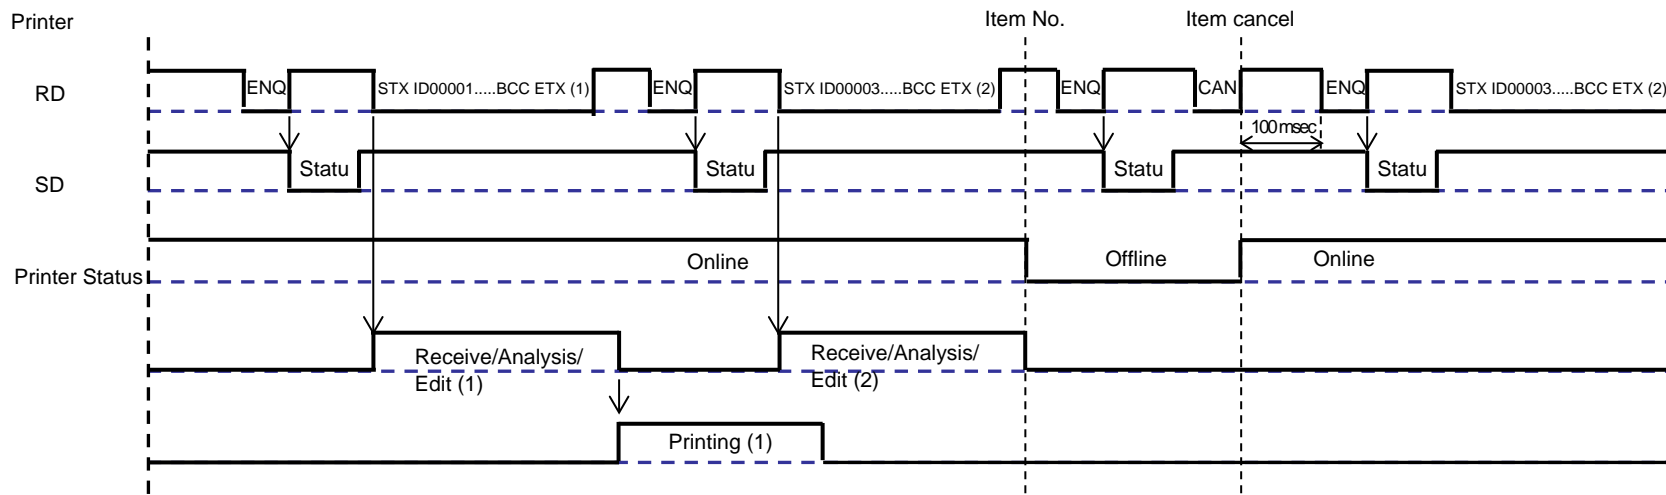 Printer
Item No.
Item cancel
RD
ENQ
STX ID00001.....BCC ETX (1)
ENQ
STX ID00003.....BCC ETX (2)
ENQ
CAN
ENQ
STX ID00003.....BCC ETX (2)
100msec
SD
Statu
Statu
Statu
Statu
Printer Status
Online
Offline
Online
Receive/Analysis/
Edit (1)
Receive/Analysis/
Edit (2)
Printing (1)